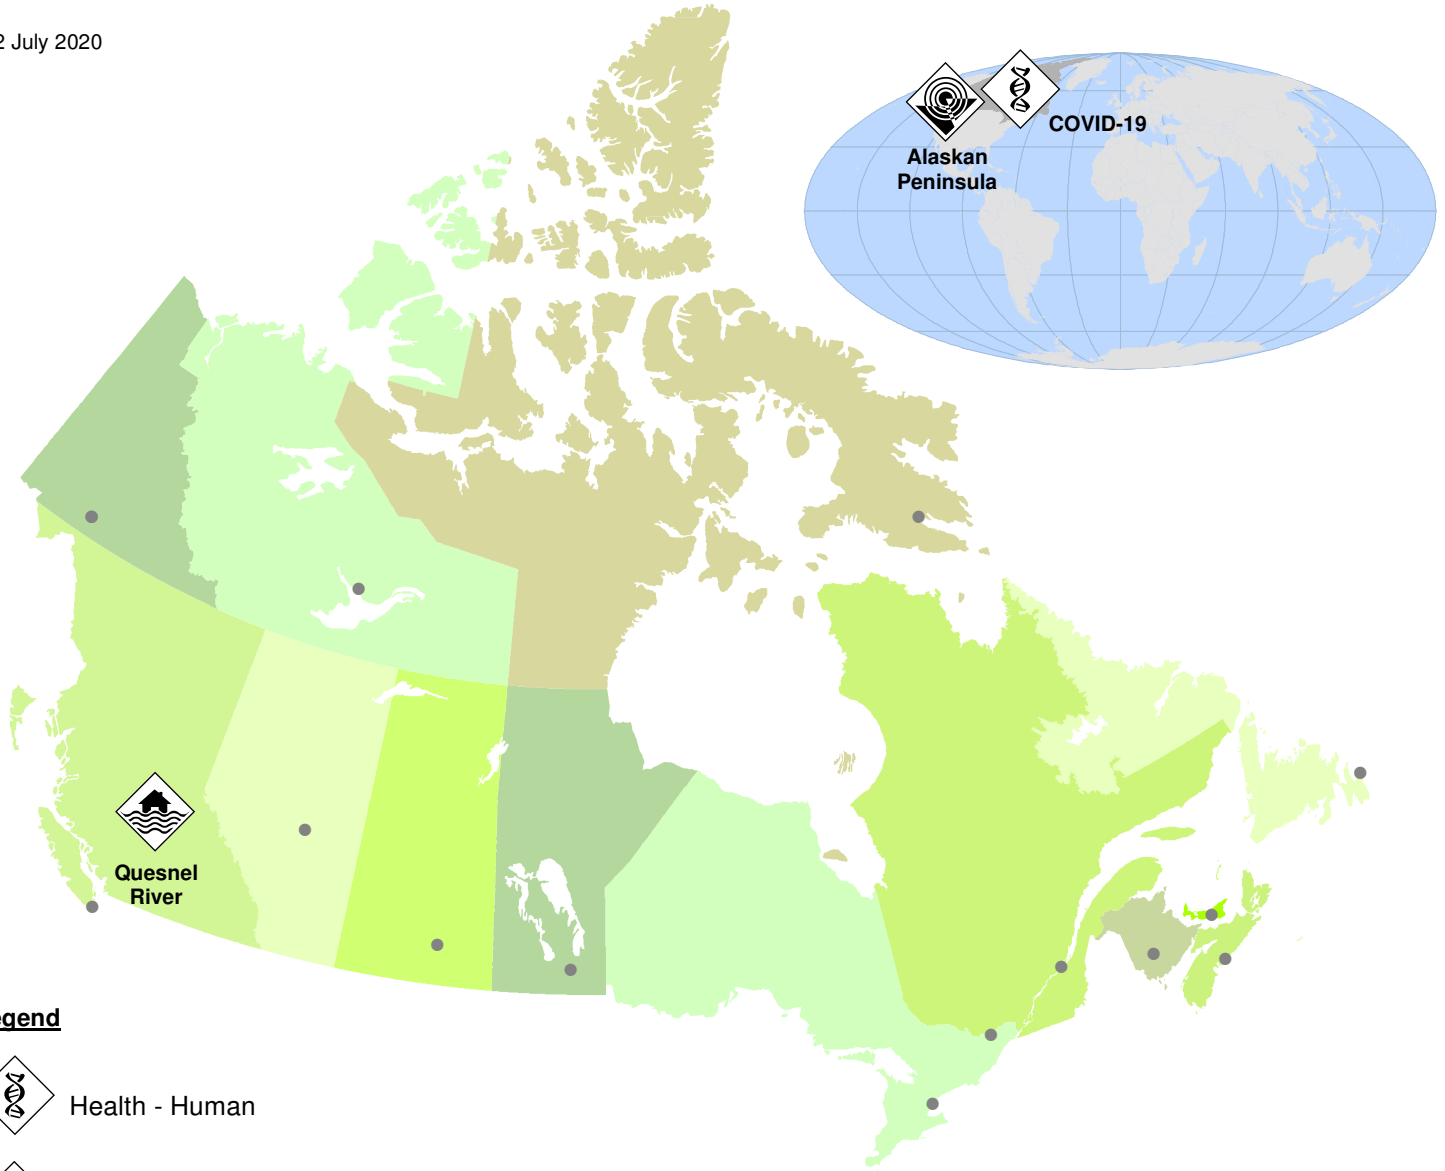 2 July 2020
COVID-19
Alaskan
Peninsula
Quesnel
River
egend
Health - Human